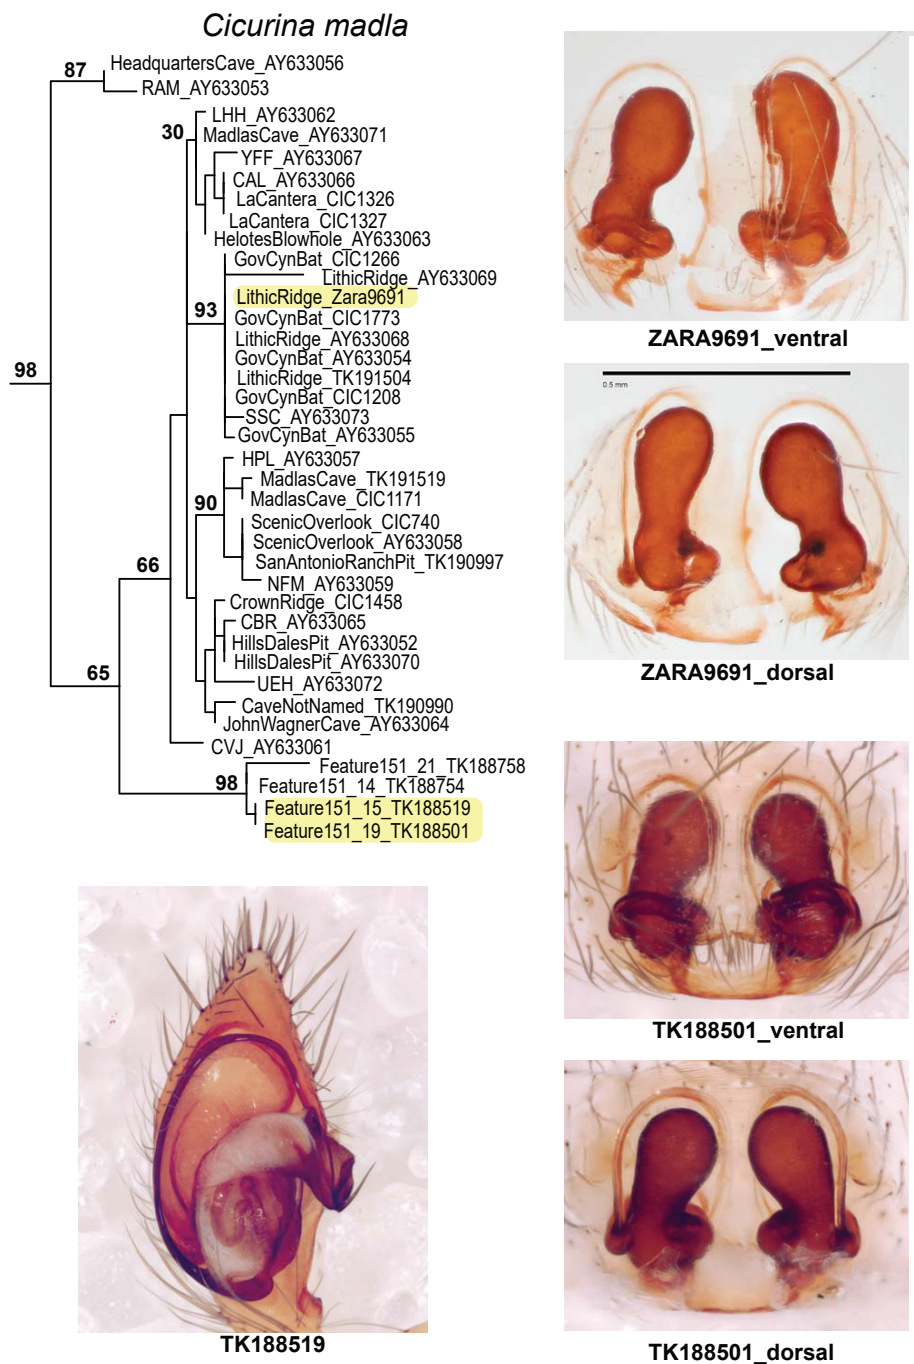 Cicurina madla
87
HeadquartersCave_AY633056
RAM_AY633053
30
LHH_AY633062
MadlasCave_AY633071
YFF_AY633067
CAL_AY633066
LaCantera_CIC1326
LaCantera_CIC1327
HelotesBlowhole_AY633063
GovCynBat_CIC1266
LithicRidge_AY633069
LithicRidge_Zara9691
93
GovCynBat_CIC1773
LithicRidge_AY633068
GovCynBat_AY633054
98
LithicRidge_TK191504
GovCynBat_CIC1208
SSC_AY633073
GovCynBat_AY633055
HPL_AY633057
MadlasCave_TK191519
90
MadlasCave_CIC1171
ScenicOverlook_CIC740
ScenicOverlook_AY633058
66
SanAntonioRanchPit_TK190997
NFM_AY633059
CrownRidge_CIC1458
CBR_AY633065
HillsDalesPit_AY633052
HillsDalesPit_AY633070
65
UEH_AY633072
CaveNotNamed_TK190990
JohnWagnerCave_AY633064
CVJ_AY633061
Feature151_21_TK188758
98
Feature151_14_TK188754
Feature151_15_TK188519
Feature151_19_TK188501
ZARA9691_ventral
0.5 mm
ZARA9691_dorsal
TK188501_ventral
TK188519
TK188501_dorsal